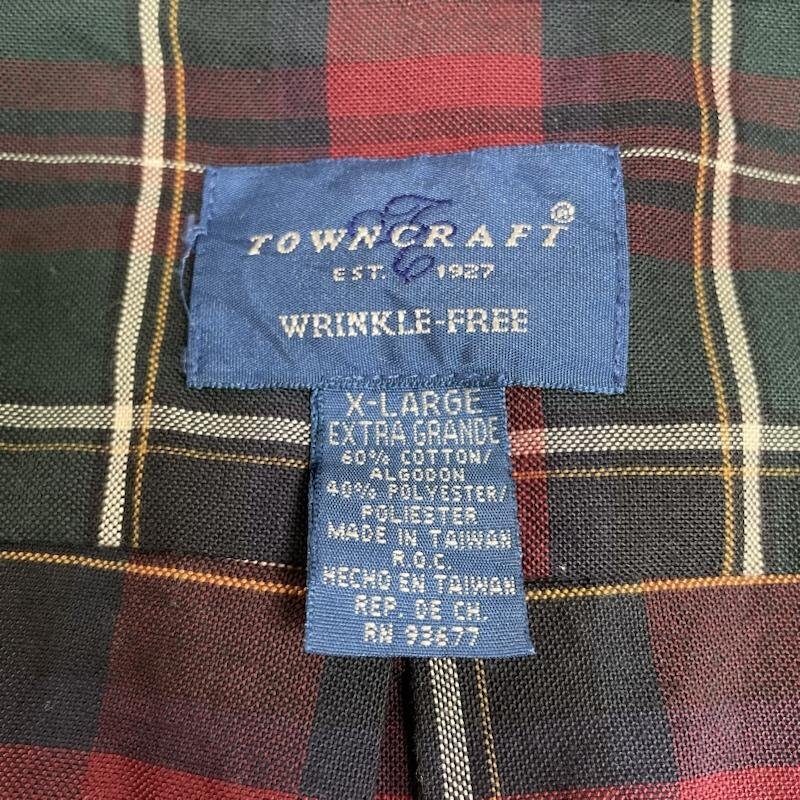 TOWNCRAFT®
EST. 1927
WRINKLE-FREE
X-LARGE
EXTRA GRANDE
60% COTTON/
ALGODON
40% POLYESTER/
POLIESTER
MADE IN TAIWAN
R.O.C.
HECHO EN TAIWAN
REP. DE CH.
RN 93677